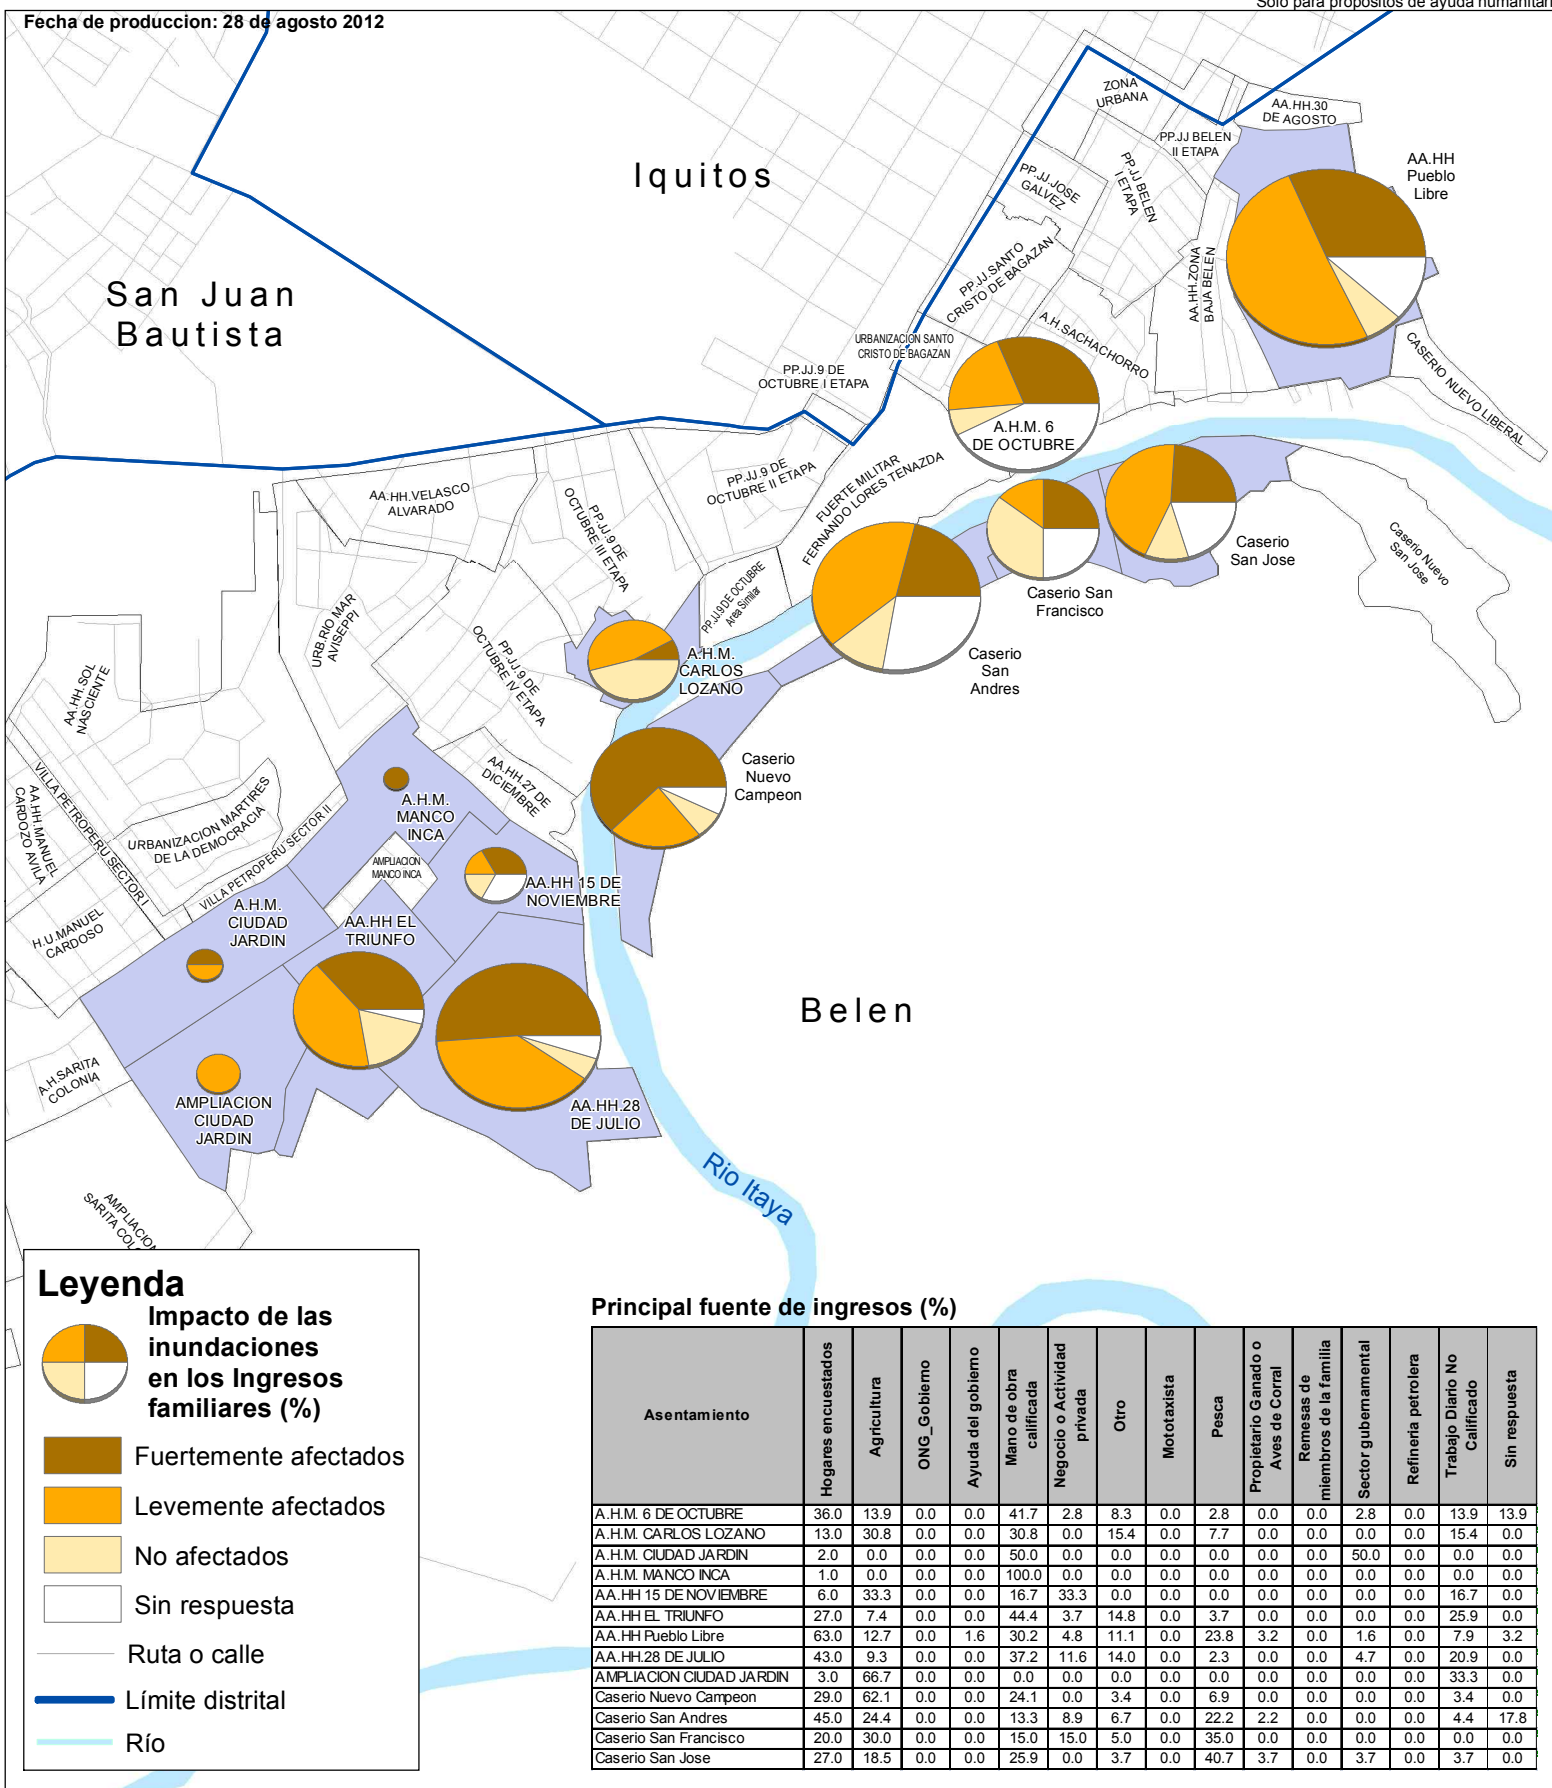 Solo para propositos de ayuda humanitari
Fecha de produccion: 28 de agosto 2012
ZONA
URBANA
AA.HH.30
DE AGOSTO
PP.JJ BELEN
II ETAPA
AA.HH
Pueblo
Libre
Iquitos
PP.JJ.JOSE
GALVEZ
PP.JJ BELEN
I ETAPA
San Juan
Bautista
PP.JJ.SANTO
CRISTO DE BAGAZAN
AA.HH.ZONA
BAJA BELEN
A.H.SACHACHORRO
URBANIZACION SANTO
CRISTO DE BAGAZAN
CASERIO NUEVO LIBERAL
PP.JJ.9 DE
OCTUBRE I ETAPA
A.H.M. 6
DE OCTUBRE
PP.JJ.9 DE
OCTUBRE II ETAPA
FUERTE MILITAR
FERNANDO LORES TENAZDA
AA.HH.VELASCO
ALVARADO
PP.JJ.9 DE
OCTUBRE III ETAPA
Caserio
San Jose
Caserio Nuevo
San Jose
Caserio San
Francisco
PP.JJ.9 DE OCTUBRE
Area Similar
URB.RIO MAR
AVISEPPI
PP.JJ.9 DE
OCTUBRE IV ETAPA
A.H.M.
CARLOS
LOZANO
Caserio
San
Andres
AA.HH.SOL
NASCIENTE
Caserio
Nuevo
Campeon
AA.HH.27 DE
DICIEMBRE
VILLA PETROPERU SECTOR I
AA.HH.MANUEL
CARDOZO AVILA
URBANIZACION MARTIRES
DE LA DEMOCRACIA
VILLA PETROPERU SECTOR II
A.H.M.
MANCO
INCA
AMPLIACION
MANCO INCA
AA.HH 15 DE
NOVIEMBRE
H.U.MANUEL
CARDOSO
A.H.M.
CIUDAD
JARDIN
AA.HH EL
TRIUNFO
Belen
A.H.SARITA
COLONIA
AMPLIACION
CIUDAD
JARDIN
AA.HH.28
DE JULIO
Rio Itaya
AMPLIACION
SARITA COLO
Leyenda
Impacto de las
inundaciones
en los Ingresos
familiares (%)
Fuertemente afectados
Levemente afectados
No afectados
Sin respuesta
Ruta o calle
Límite distrital
Río
Principal fuente de ingresos (%)
Asentamiento Hogares encuestados Agricultura ONG_Gobierno Ayuda del gobierno Mano de obra calificada Negocio o Actividad privada Otro Mototaxista Pesca Propietario Ganado o Aves de Corral Remesas de miembros de la familia Sector gubernamental Refineria petrolera Trabajo Diario No Calificado Sin respuesta
A.H.M. 6 DE OCTUBRE 36.0 13.9 0.0 0.0 41.7 2.8 8.3 0.0 2.8 0.0 0.0 2.8 0.0 13.9 13.9
A.H.M. CARLOS LOZANO 13.0 30.8 0.0 0.0 30.8 0.0 15.4 0.0 7.7 0.0 0.0 0.0 0.0 15.4 0.0
A.H.M. CIUDAD JARDIN 2.0 0.0 0.0 0.0 50.0 0.0 0.0 0.0 0.0 0.0 0.0 50.0 0.0 0.0 0.0
A.H.M. MANCO INCA 1.0 0.0 0.0 0.0 100.0 0.0 0.0 0.0 0.0 0.0 0.0 0.0 0.0 0.0 0.0
AA.HH 15 DE NOVIEMBRE 6.0 33.3 0.0 0.0 16.7 33.3 0.0 0.0 0.0 0.0 0.0 0.0 0.0 16.7 0.0
AA.HH EL TRIUNFO 27.0 7.4 0.0 0.0 44.4 3.7 14.8 0.0 3.7 0.0 0.0 0.0 0.0 25.9 0.0
AA.HH Pueblo Libre 63.0 12.7 0.0 1.6 30.2 4.8 11.1 0.0 23.8 3.2 0.0 1.6 0.0 7.9 3.2
AA.HH.28 DE JULIO 43.0 9.3 0.0 0.0 37.2 11.6 14.0 0.0 2.3 0.0 0.0 4.7 0.0 20.9 0.0
AMPLIACION CIUDAD JARDIN 3.0 66.7 0.0 0.0 0.0 0.0 0.0 0.0 0.0 0.0 0.0 0.0 0.0 33.3 0.0
Caserio Nuevo Campeon 29.0 62.1 0.0 0.0 24.1 0.0 3.4 0.0 6.9 0.0 0.0 0.0 0.0 3.4 0.0
Caserio San Andres 45.0 24.4 0.0 0.0 13.3 8.9 6.7 0.0 22.2 2.2 0.0 0.0 0.0 4.4 17.8
Caserio San Francisco 20.0 30.0 0.0 0.0 15.0 15.0 5.0 0.0 35.0 0.0 0.0 0.0 0.0 0.0 0.0
Caserio San Jose 27.0 18.5 0.0 0.0 25.9 0.0 3.7 0.0 40.7 3.7 0.0 3.7 0.0 3.7 0.0